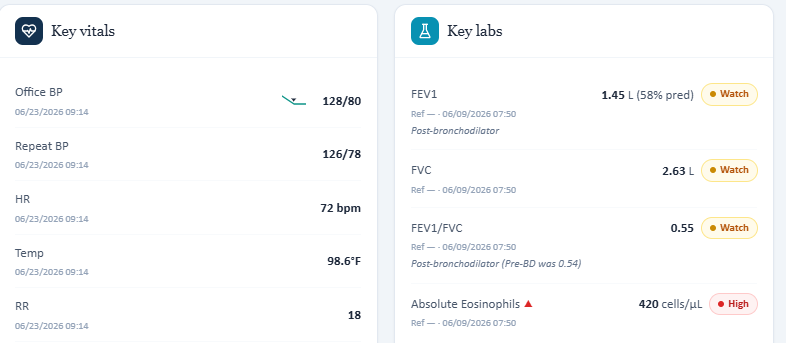 Key vitals
Office BP
128/80
06/23/2026 09:14
Repeat BP
126/78
06/23/2026 09:14
HR
72 bpm
06/23/2026 09:14
Temp
98.6°F
06/23/2026 09:14
RR
18
06/23/2026 09:14
Key labs
FEV1
1.45 L (58% pred) Watch
Ref — · 06/09/2026 07:50
Post-bronchodilator
FVC
2.63 L Watch
Ref — · 06/09/2026 07:50
FEV1/FVC
0.55 Watch
Ref — · 06/09/2026 07:50
Post-bronchodilator (Pre-BD was 0.54)
Absolute Eosinophils ▲
420 cells/µL High
Ref — · 06/09/2026 07:50